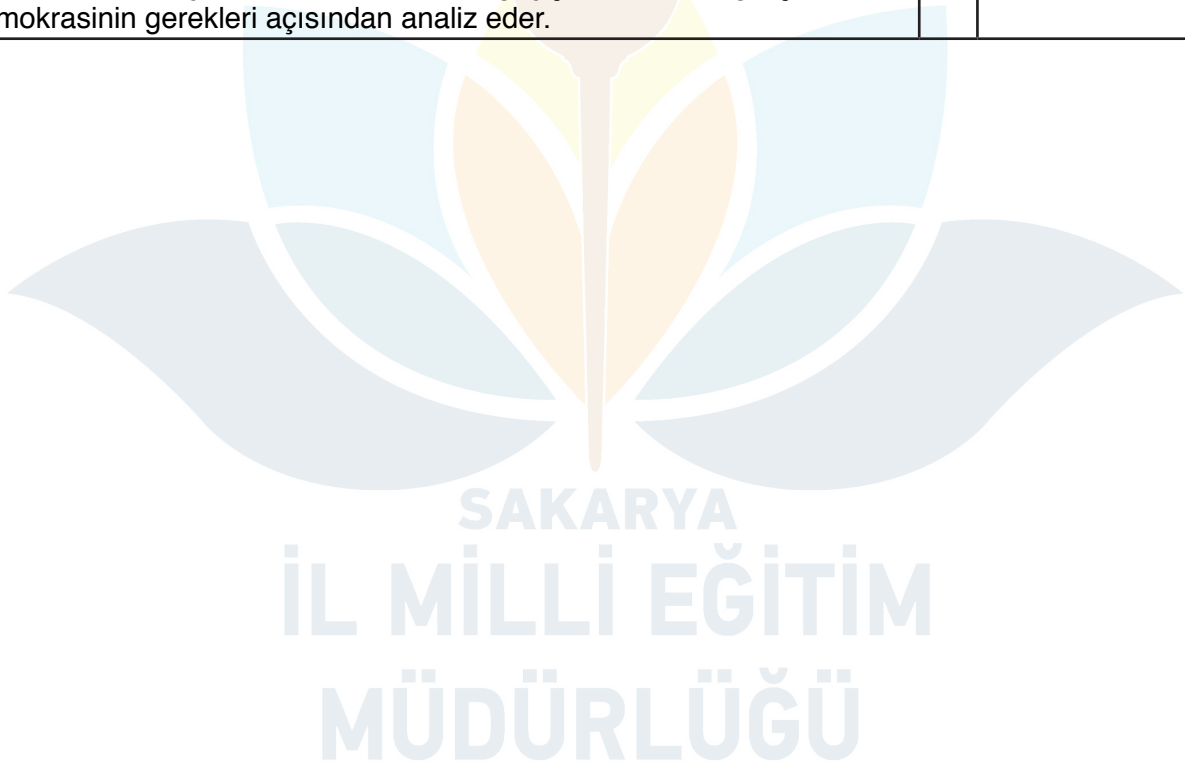 mokrasinin gerekleri açısından analiz eder.
SAKARYA
İL MİLLİ EĞİTİM
MÜDÜRLÜĞÜ